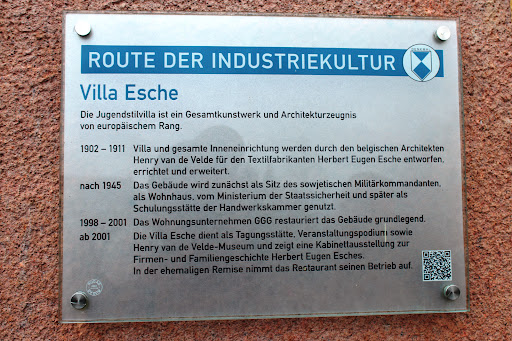 ROUTE DER INDUSTRIEKULTUR
Villa Esche
Die Jugendstilvilla ist ein Gesamtkunstwerk und Architekturzeugnis
von europäischem Rang.
1902 – 1911 Villa und gesamte Inneneinrichtung werden durch den belgischen Architekten
Henry van de Velde für den Textilfabrikanten Herbert Eugen Esche entworfen,
errichtet und erweitert.
nach 1945 Das Gebäude wird zunächst als Sitz des sowjetischen Militärkommandanten,
als Wohnhaus, vom Ministerium der Staatssicherheit und später als
Schulungsstätte der Handwerkskammer genutzt.
1998 – 2001 Das Wohnungsunternehmen GGG restauriert das Gebäude grundlegend.
ab 2001 Die Villa Esche dient als Tagungsstätte, Veranstaltungspodium sowie
Henry van de Velde-Museum und zeigt eine Kabinettausstellung zur
Firmen- und Familiengeschichte Herbert Eugen Esches.
In der ehemaligen Remise nimmt das Restaurant seinen Betrieb auf.